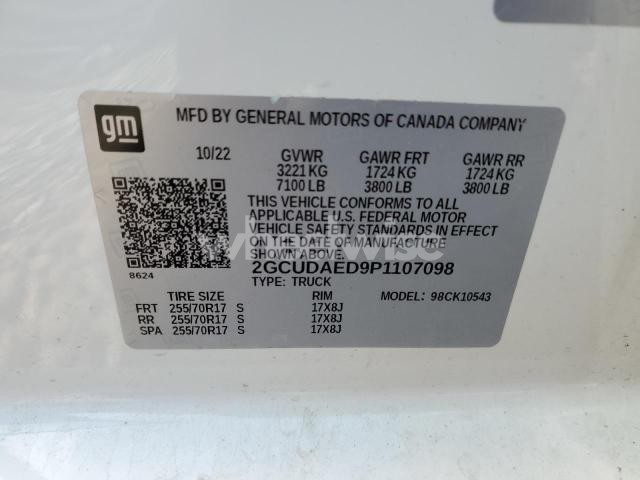 gm
MFD BY GENERAL MOTORS OF CANADA COMPANY
10/22 GVWR GAWR FRT GAWR RR
3221 KG 1724 KG 1724 KG
7100 LB 3800 LB 3800 LB
THIS VEHICLE CONFORMS TO ALL
APPLICABLE U.S. FEDERAL MOTOR
VEHICLE SAFETY STANDARDS IN EFFECT
ON THE DATE OF MANUFACTURE
SHOWN ABOVE.
2GCUDAED9P1107098
8624
TYPE: TRUCK
TIRE SIZE RIM MODEL: 98CK10543
FRT 255/70R17 S 17X8J
RR 255/70R17 S 17X8J
SPA 255/70R17 S 17X8J